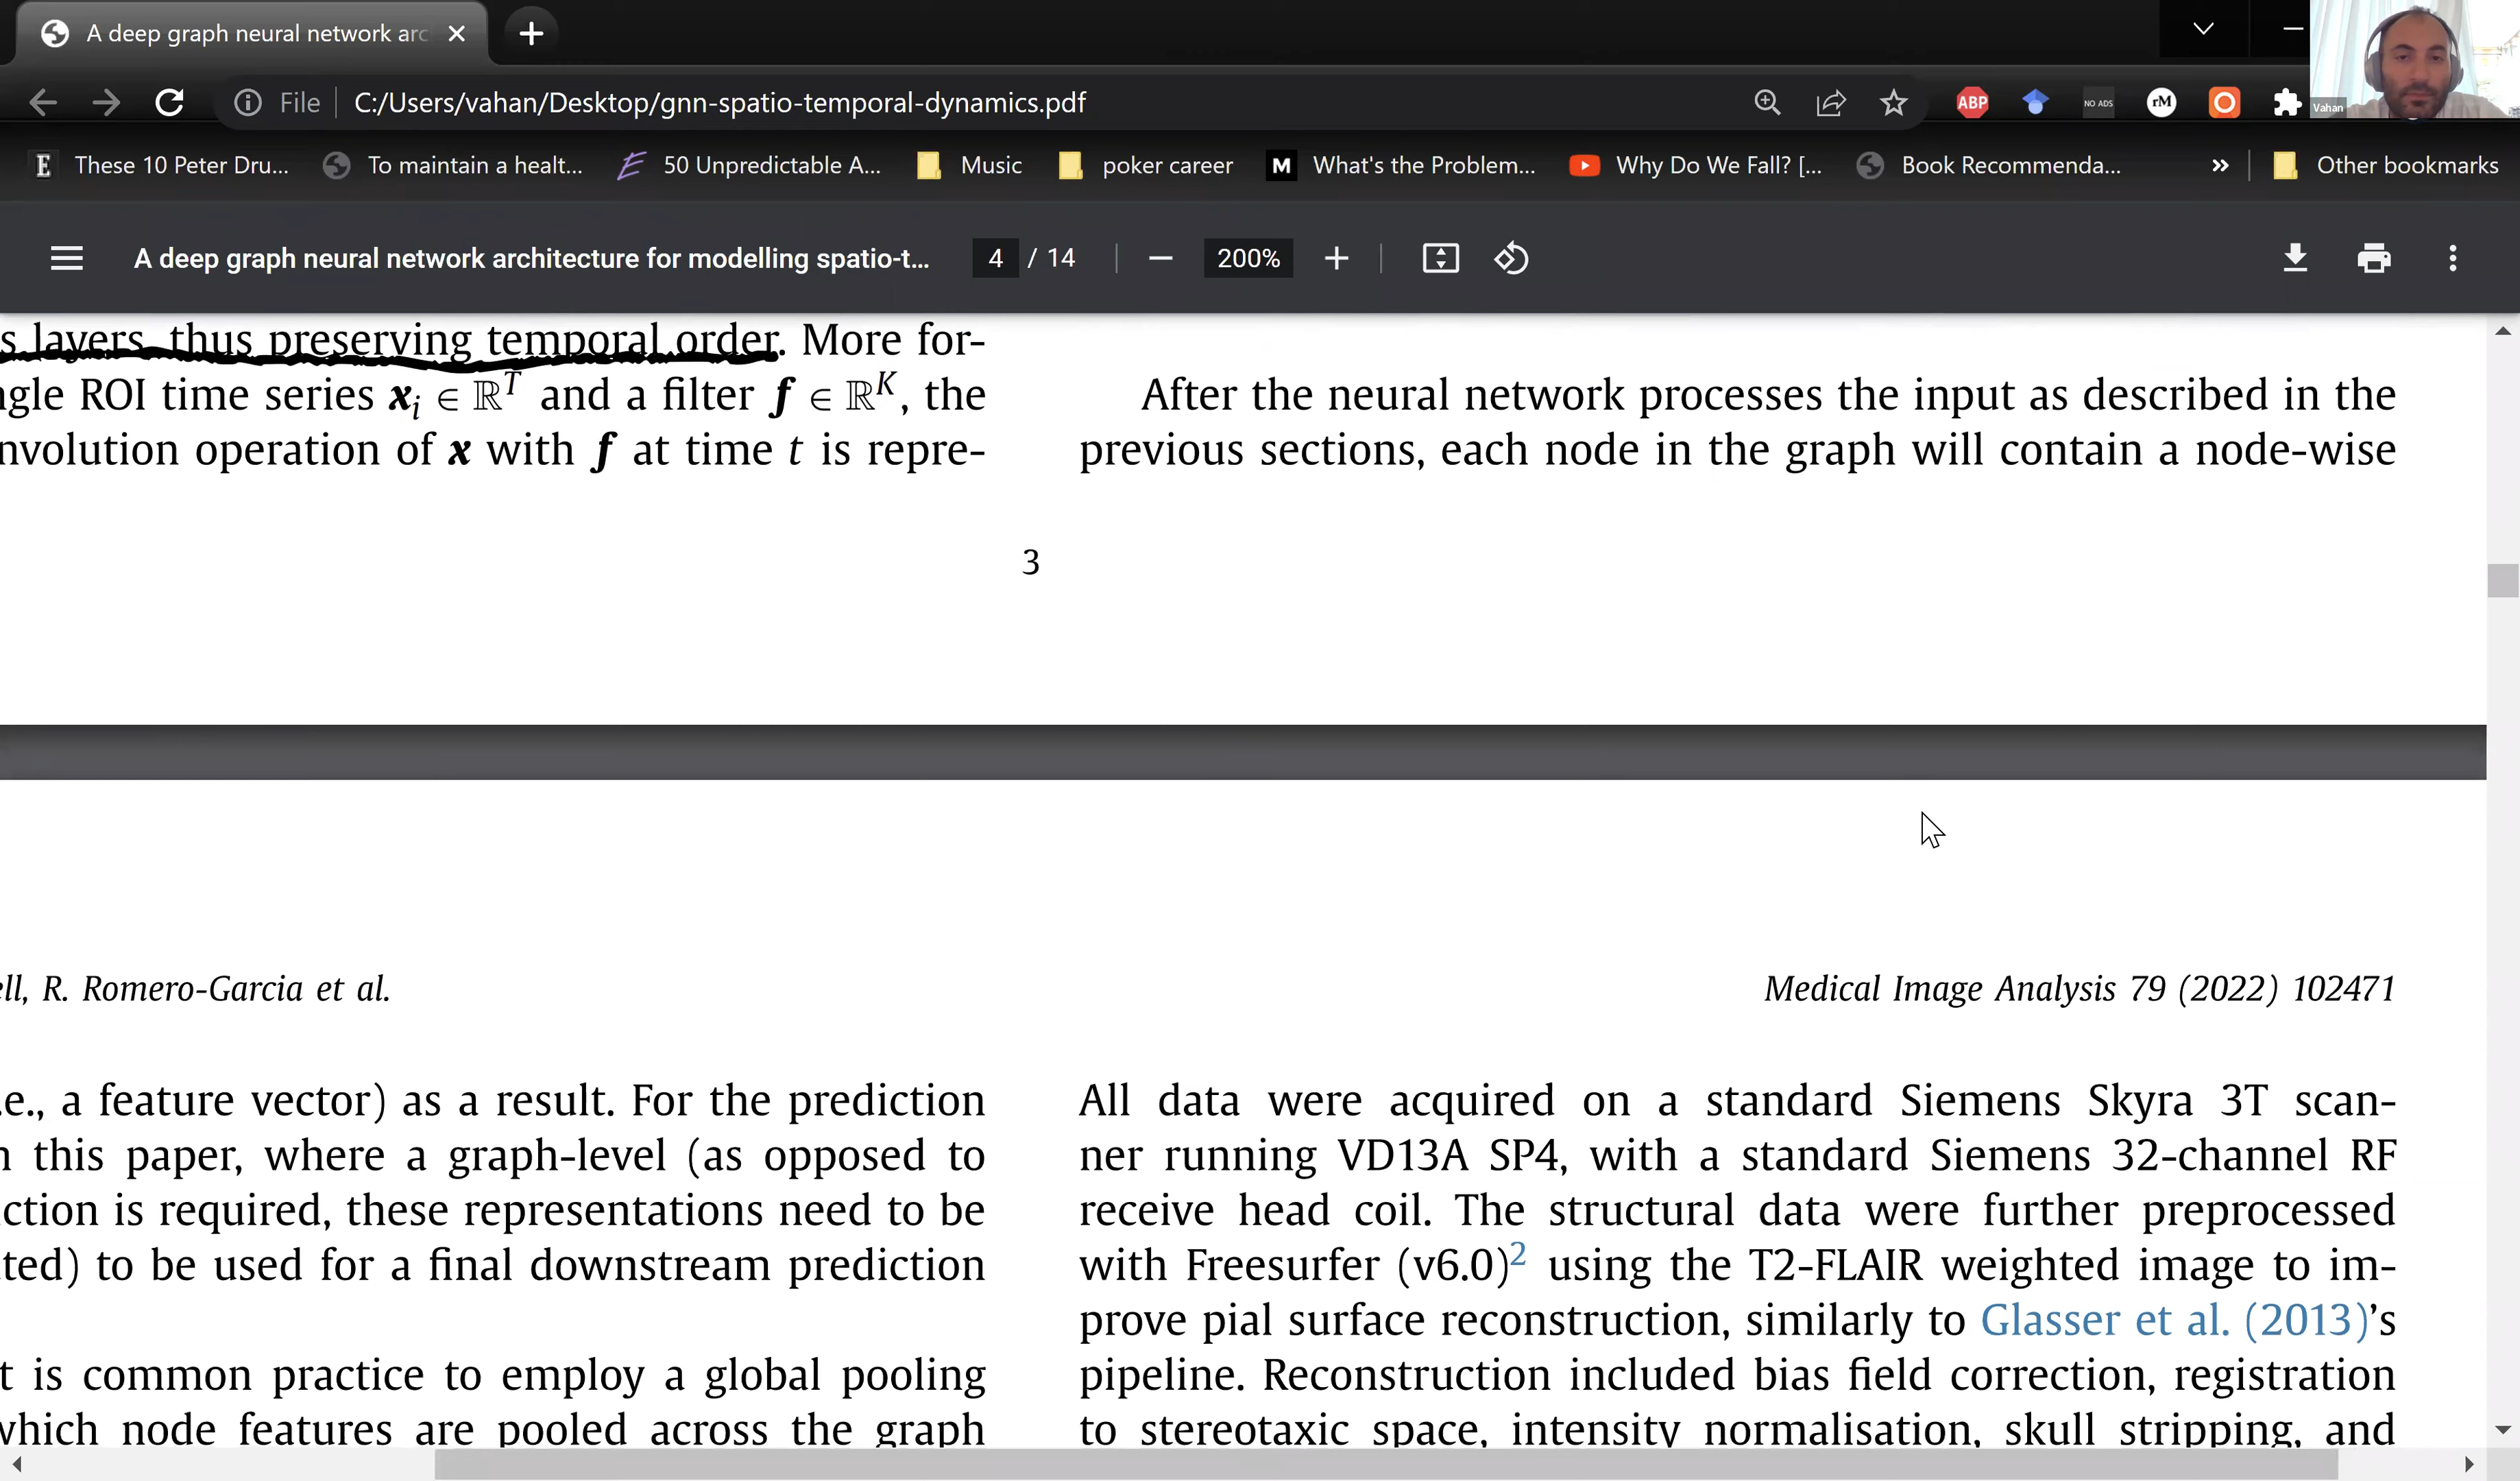 A deep graph neural network arc
File
C:/Users/vahan/Desktop/gnn-spatio-temporal-dynamics.pdf
ABP
NO ADS
rM
Vahan
E These 10 Peter Dru...
To maintain a healt...
50 Unpredictable A...
Music
poker career
M What's the Problem...
Why Do We Fall? [...
Book Recommenda...
»
Other bookmarks
A deep graph neural network architecture for modelling spatio-t...
4 / 14
200%
s layers, thus preserving temporal order. More for-
ngle ROI time series xᵢ ∈ ℝᵀ and a filter f ∈ ℝᴷ, the
nvolution operation of x with f at time t is repre-
After the neural network processes the input as described in the
previous sections, each node in the graph will contain a node-wise
3
ell, R. Romero-Garcia et al.
Medical Image Analysis 79 (2022) 102471
.e., a feature vector) as a result. For the prediction
n this paper, where a graph-level (as opposed to
ction is required, these representations need to be
ted) to be used for a final downstream prediction
t is common practice to employ a global pooling
which node features are pooled across the graph
All data were acquired on a standard Siemens Skyra 3T scan-
ner running VD13A SP4, with a standard Siemens 32-channel RF
receive head coil. The structural data were further preprocessed
with Freesurfer (v6.0)² using the T2-FLAIR weighted image to im-
prove pial surface reconstruction, similarly to Glasser et al. (2013)'s
pipeline. Reconstruction included bias field correction, registration
to stereotaxic space, intensity normalisation, skull stripping, and